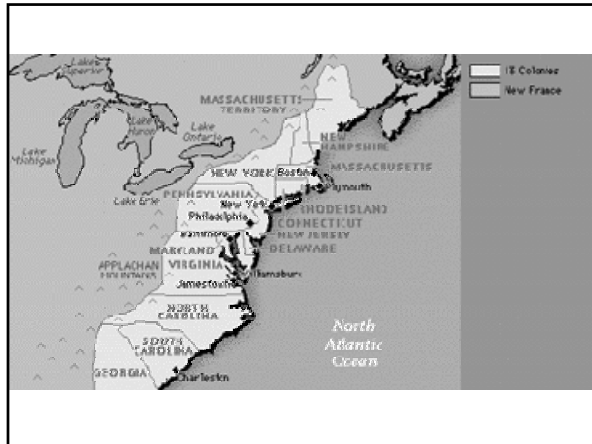 Lake
Superior
Lake
Huron
Lake
Michigan
Lake
Ontario
Lake Erie
MASSACHUSETTS
TERRITORY
NEW
HAMPSHIRE
MASSACHUSETTS
NEW YORK
Boston
Plymouth
PENNSYLVANIA
New York
Philadelphia
RHODE ISLAND
CONNECTICUT
NEW JERSEY
DELAWARE
Baltimore
MARYLAND
VIRGINIA
APPLACHAN
MOUNTAINS
Williamsburg
Jamestown
NORTH
CAROLINA
SOUTH
CAROLINA
GEORGIA
Charleston
North
Atlantic
Ocean
13 Colonies
New France